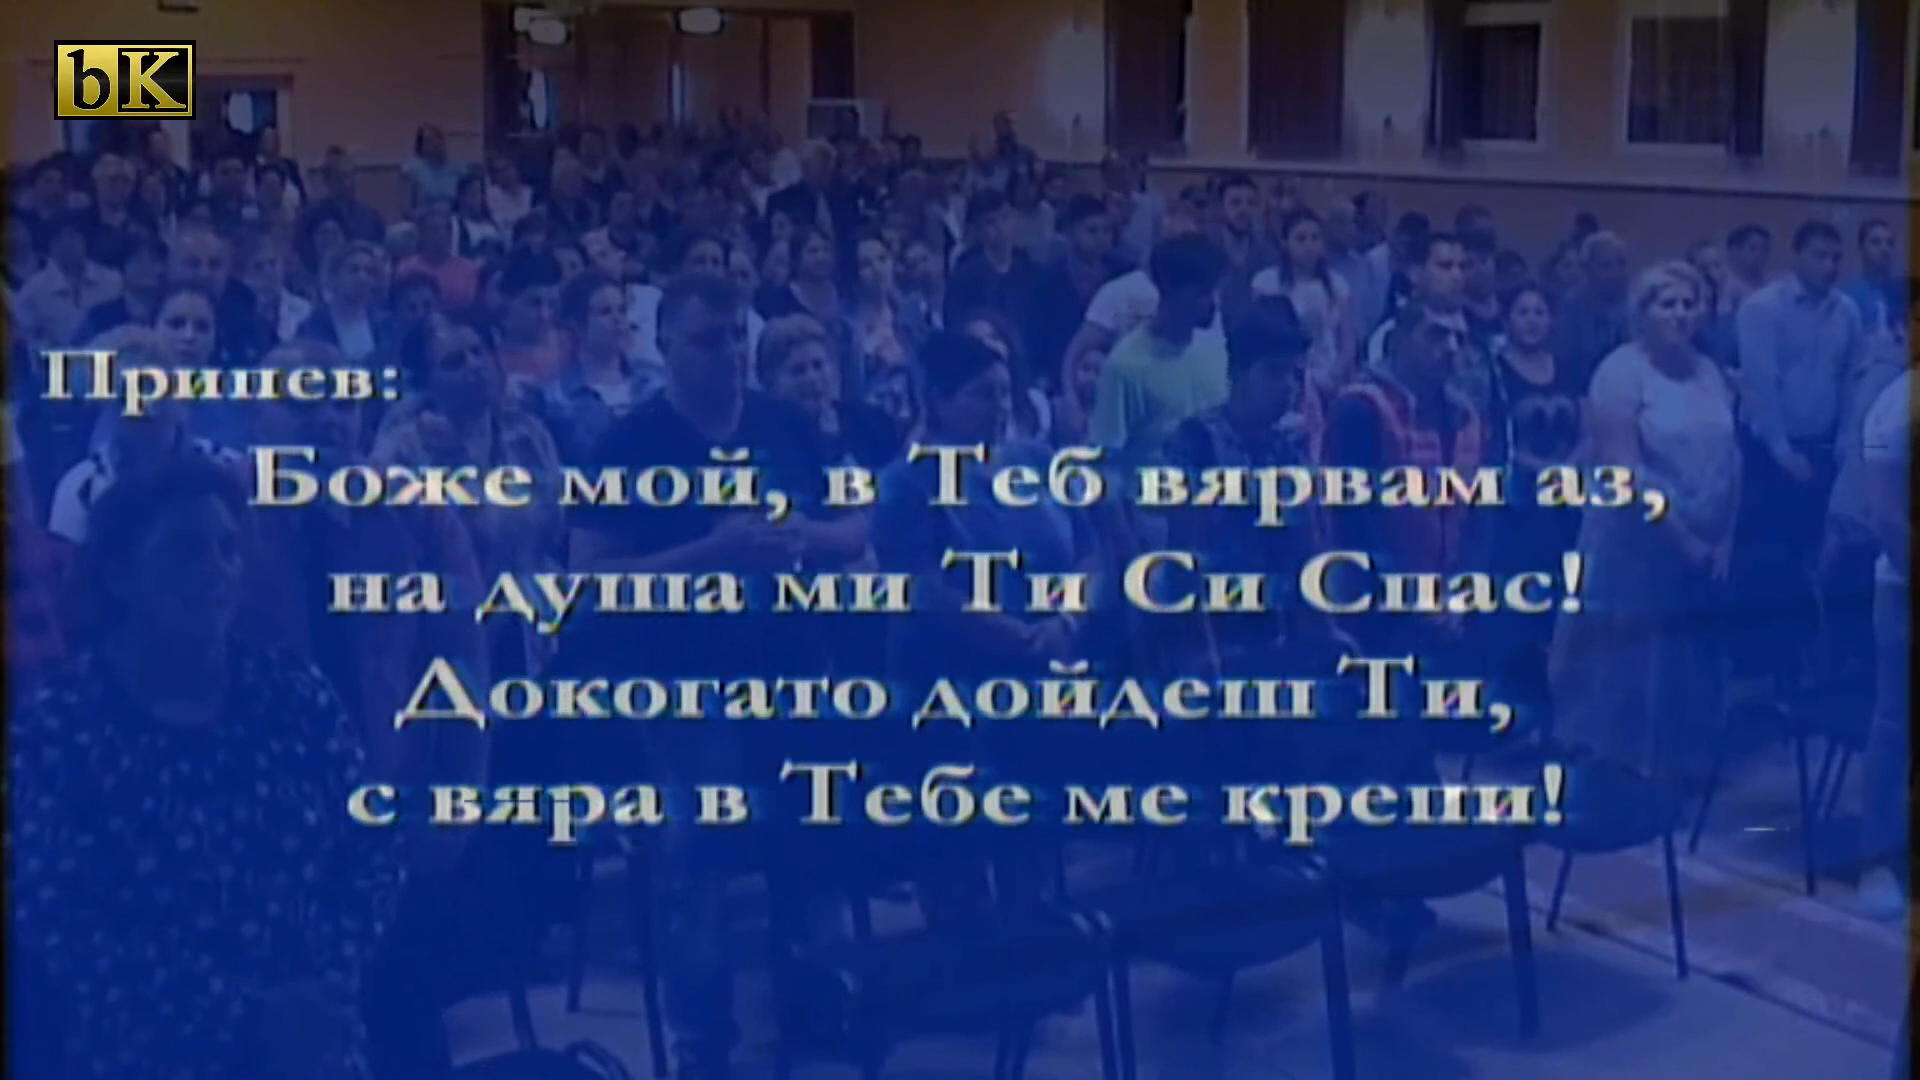 bK
Припев:
Боже мой, в Теб вярвам аз,
на душа ми Ти Си Спас!
Докогато дойдеш Ти,
с вяра в Тебе ме крепи!